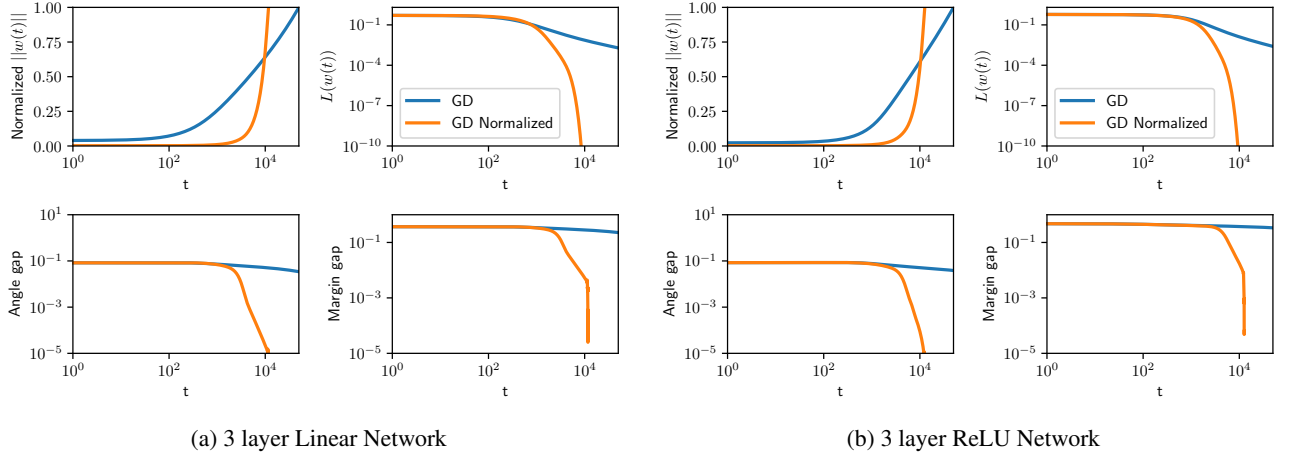 Normalized ||w(t)||
1.00
0.75
0.50
0.25
0.00
10^0
10^2
10^4
t
L(w(t))
10^-1
10^-4
10^-7
10^-10
GD
GD Normalized
10^0
10^2
10^4
t
Normalized ||w(t)||
1.00
0.75
0.50
0.25
0.00
10^0
10^2
10^4
t
L(w(t))
10^-1
10^-4
10^-7
10^-10
GD
GD Normalized
10^0
10^2
10^4
t
Angle gap
10^1
10^-1
10^-3
10^-5
10^0
10^2
10^4
t
Margin gap
10^-1
10^-3
10^-5
10^0
10^2
10^4
t
Angle gap
10^1
10^-1
10^-3
10^-5
10^0
10^2
10^4
t
Margin gap
10^-1
10^-3
10^-5
10^0
10^2
10^4
t
(a) 3 layer Linear Network
(b) 3 layer ReLU Network